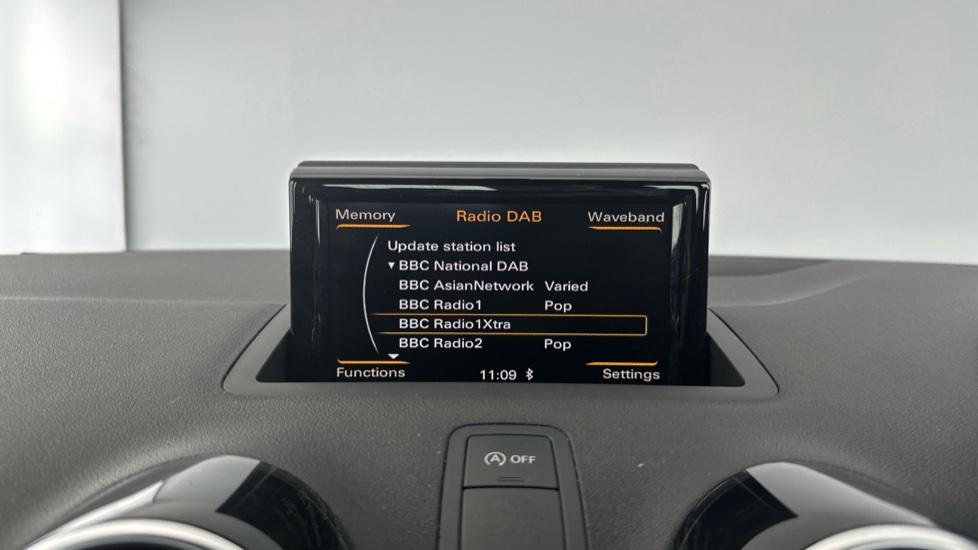 Memory Radio DAB Waveband
Update station list
▼ BBC National DAB
BBC AsianNetwork Varied
BBC Radio1 Pop
BBC Radio1Xtra
BBC Radio2 Pop
Functions 11:09 Settings
A OFF